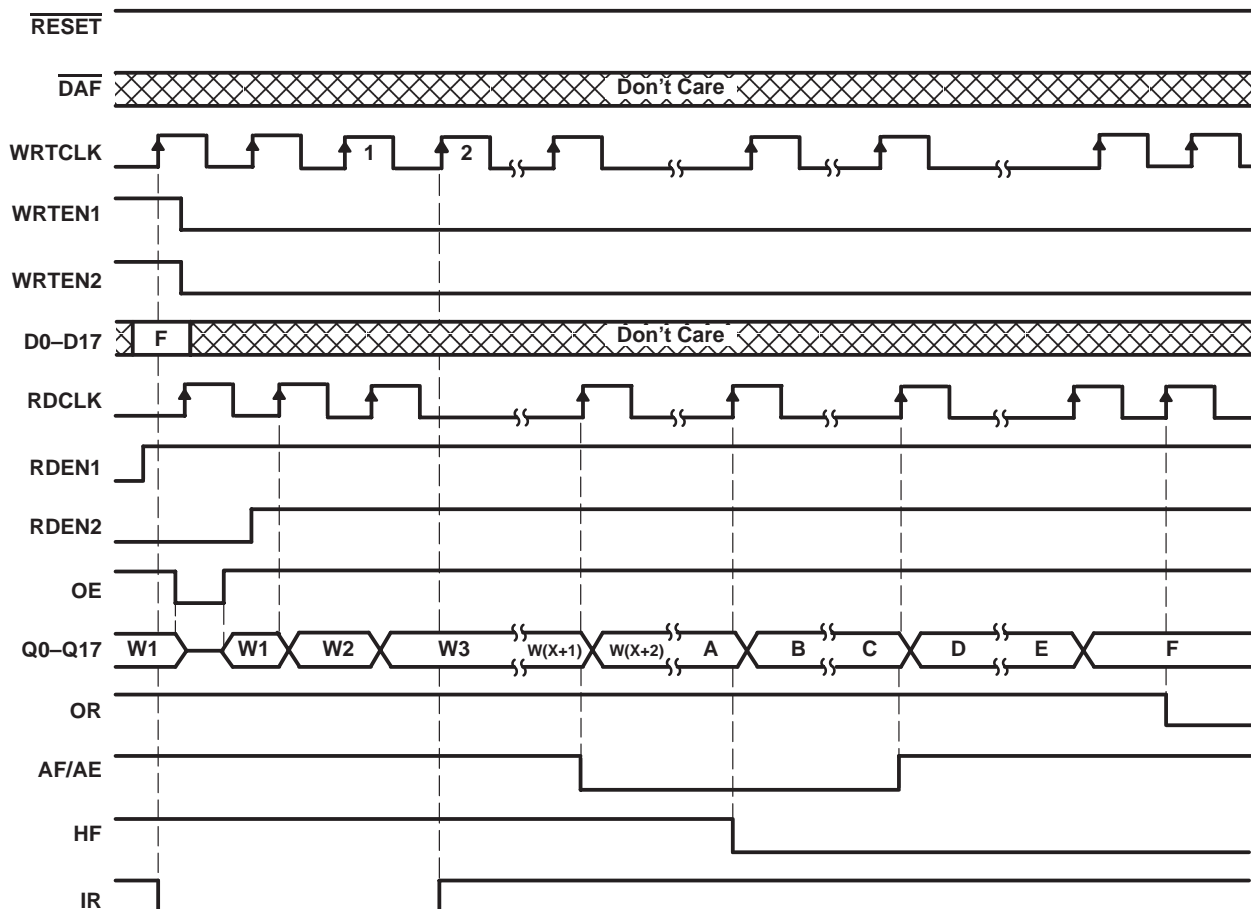 RESET
DAF
Don't Care
WRTCLK
1
2
WRTEN1
WRTEN2
D0–D17
F
Don't Care
RDCLK
RDEN1
RDEN2
OE
Q0–Q17
W1
W1
W2
W3
W(X+1)
W(X+2)
A
B
C
D
E
F
OR
AF/AE
HF
IR